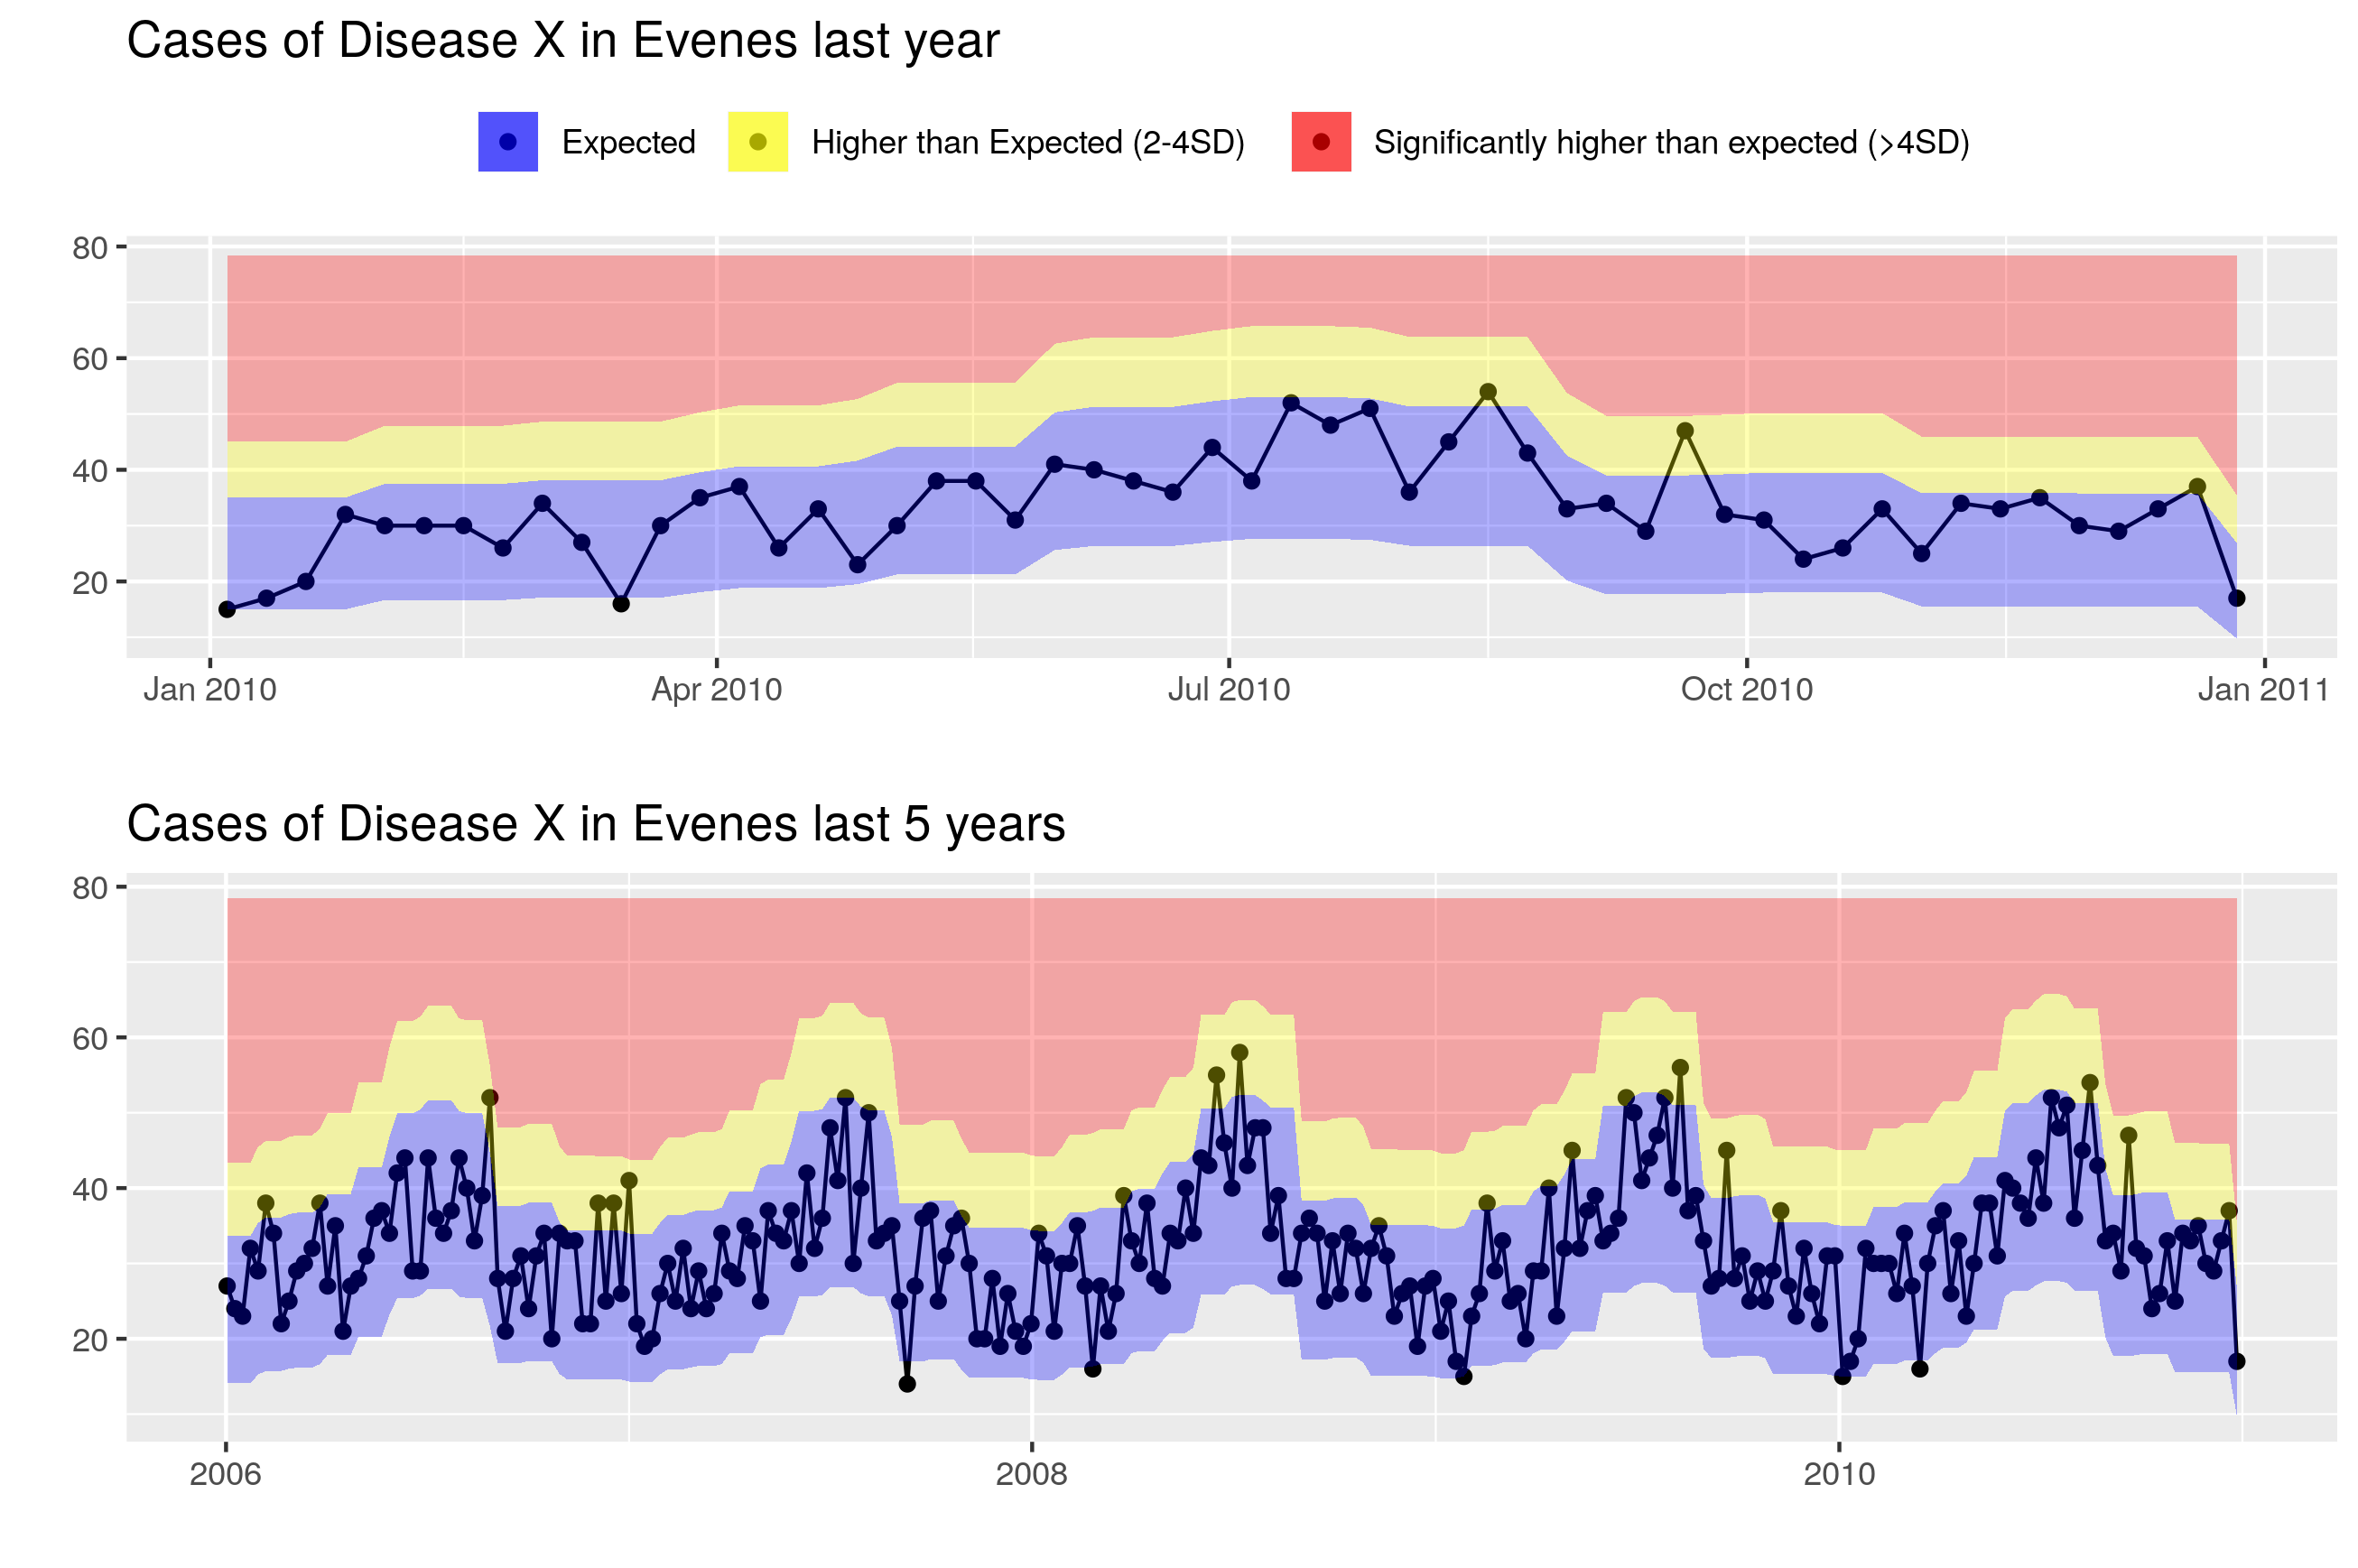 Cases of Disease X in Evenes last year
Expected Higher than Expected (2-4SD) Significantly higher than expected (>4SD)
80
60
40
20
Jan 2010 Apr 2010 Jul 2010 Oct 2010 Jan 2011
Cases of Disease X in Evenes last 5 years
80
60
40
20
2006 2008 2010